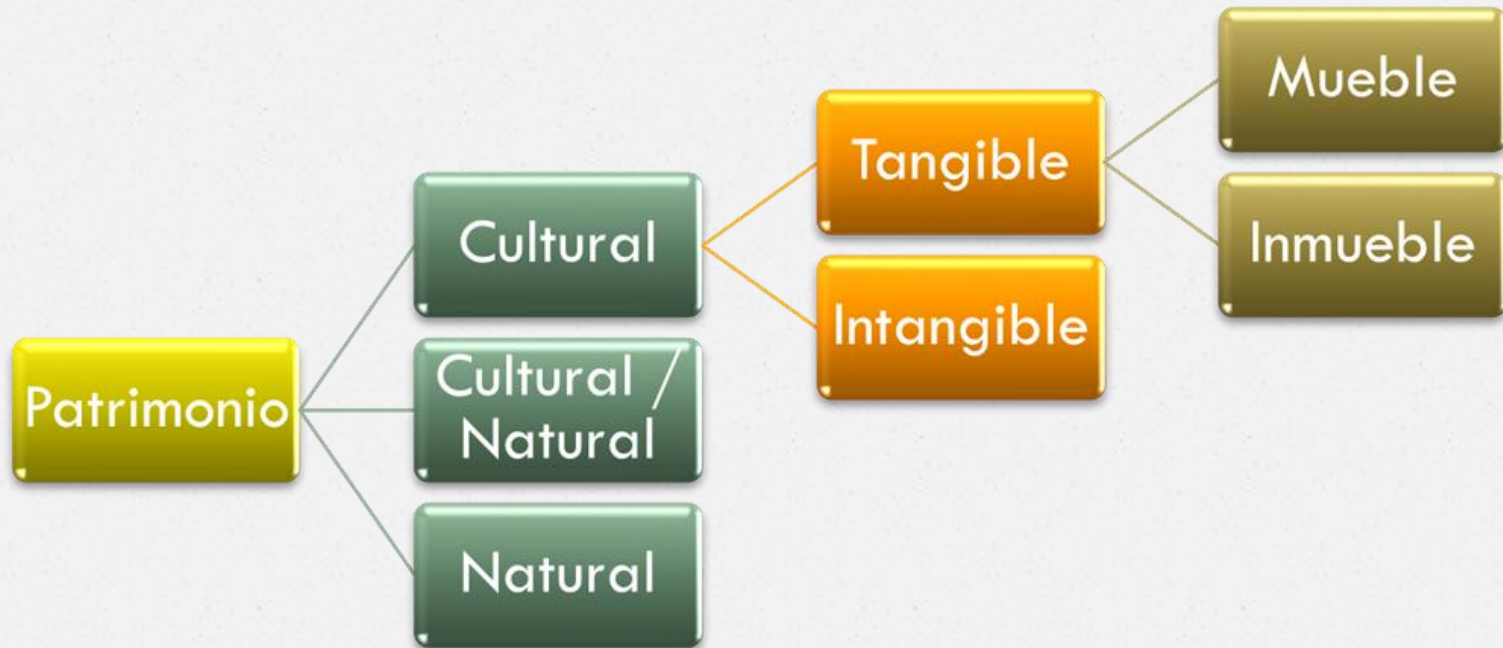 Patrimonio
Cultural
Cultural /
Natural
Natural
Tangible
Intangible
Mueble
Inmueble